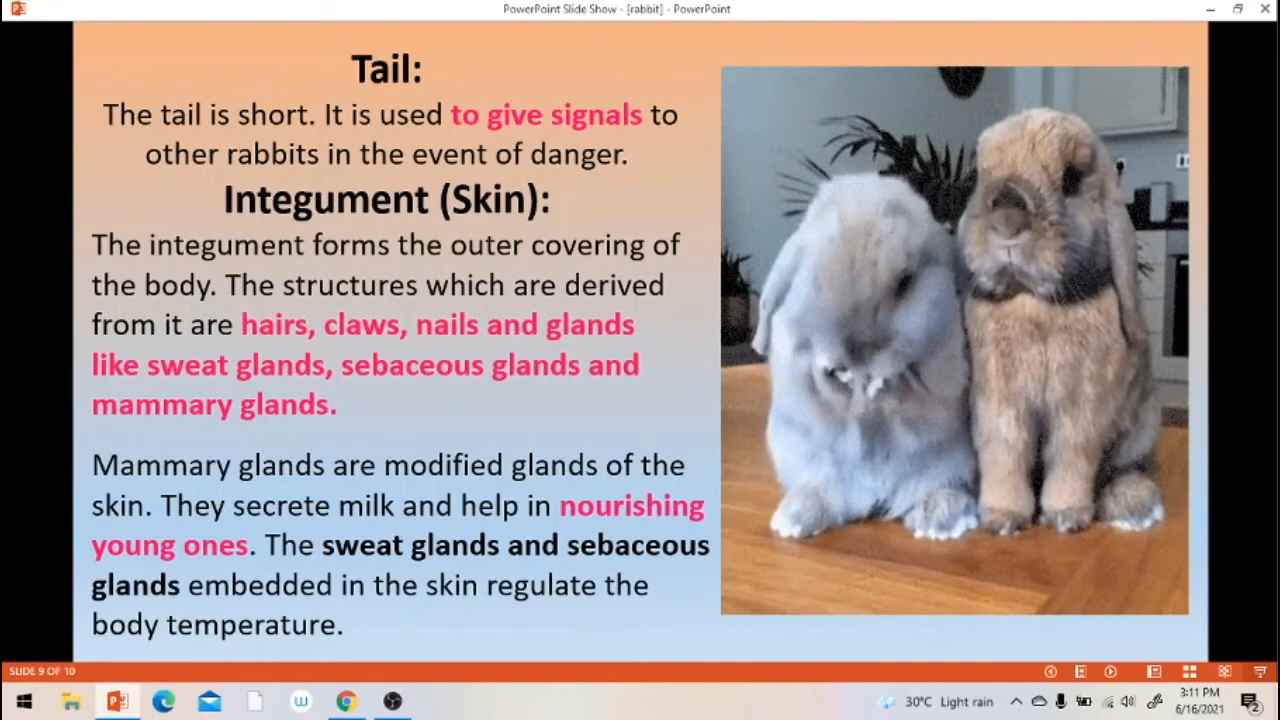 PowerPoint Slide Show - [rabbit] - PowerPoint
Tail:
The tail is short. It is used to give signals to
other rabbits in the event of danger.
Integument (Skin):
The integument forms the outer covering of
the body. The structures which are derived
from it are hairs, claws, nails and glands
like sweat glands, sebaceous glands and
mammary glands.
Mammary glands are modified glands of the
skin. They secrete milk and help in nourishing
young ones. The sweat glands and sebaceous
glands embedded in the skin regulate the
body temperature.
SLIDE 9 OF 10
30°C Light rain
3:11 PM
6/16/2021
2